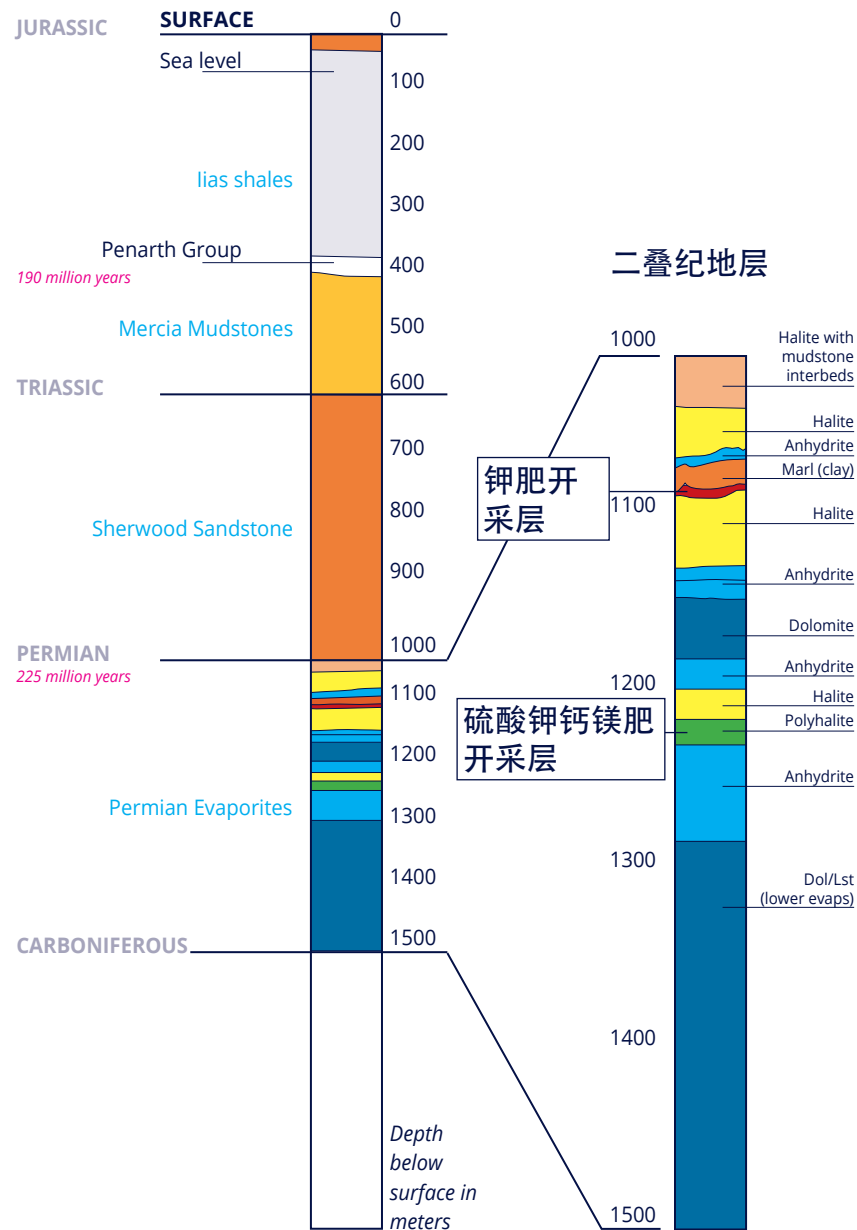 JURASSIC
SURFACE
0
Sea level
100
200
lias shales
300
Penarth Group
400
190 million years
Mercia Mudstones
500
600
TRIASSIC
700
800
Sherwood Sandstone
900
1000
PERMIAN
225 million years
1100
1200
Permian Evaporites
1300
1400
1500
CARBONIFEROUS
Depth
below
surface in
meters
二叠纪地层
1000
Halite with
mudstone
interbeds
Halite
Anhydrite
Marl (clay)
钾肥开
采层
1100
Halite
Anhydrite
Dolomite
Anhydrite
1200
Halite
Polyhalite
硫酸钾钙镁肥
开采层
Anhydrite
1300
Dol/Lst
(lower evaps)
1400
1500